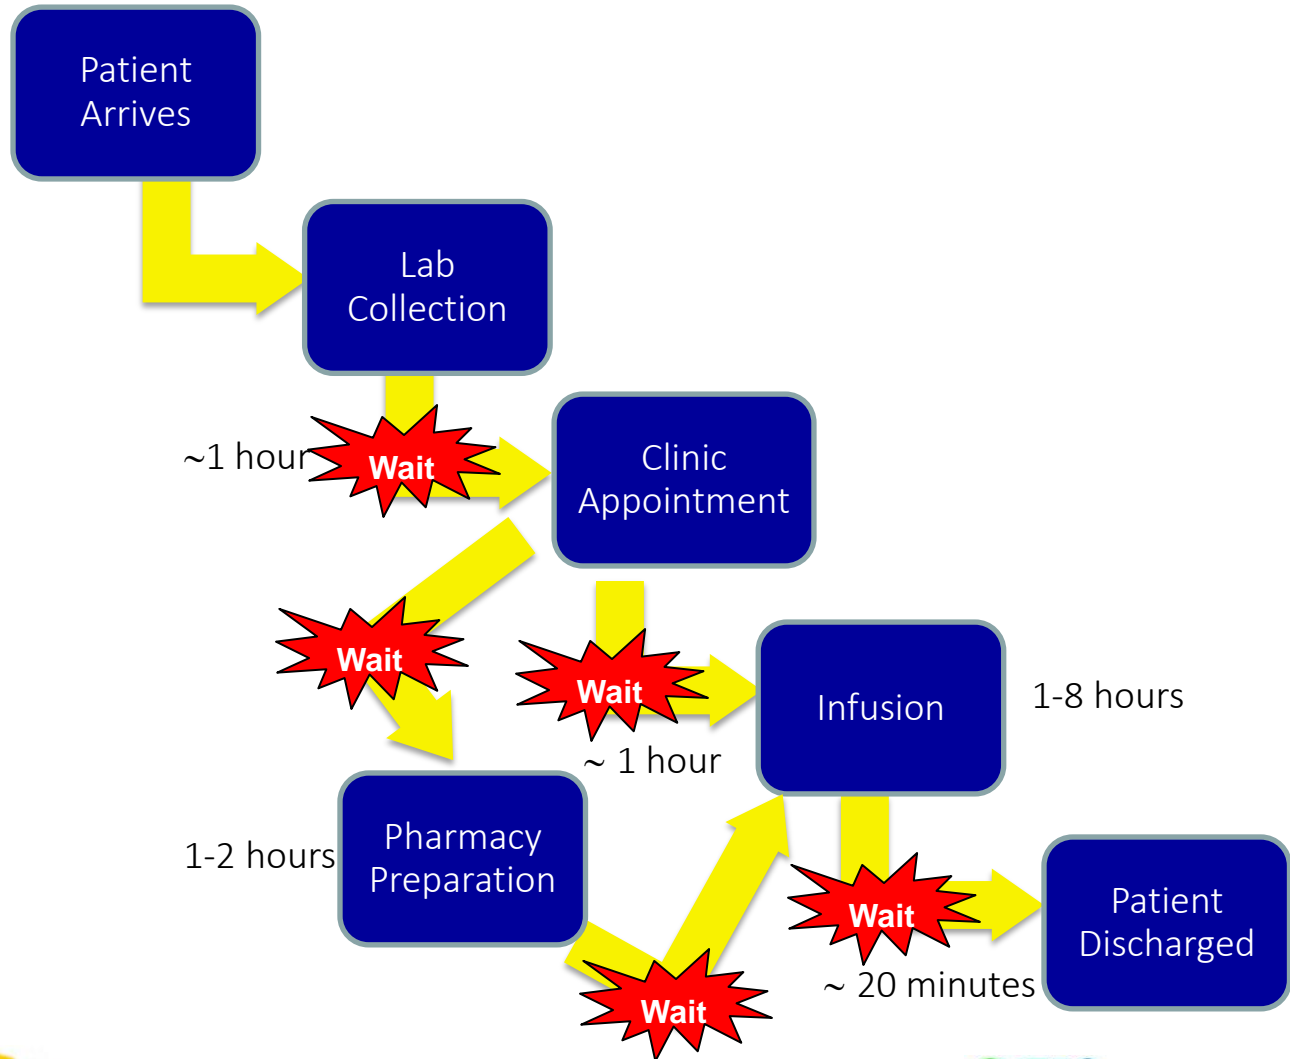 Patient
Arrives
Lab
Collection
~1 hour
Wait
Clinic
Appointment
Wait
Wait
~ 1 hour
Infusion
1-8 hours
1-2 hours
Pharmacy
Preparation
Wait
Wait
~ 20 minutes
Patient
Discharged